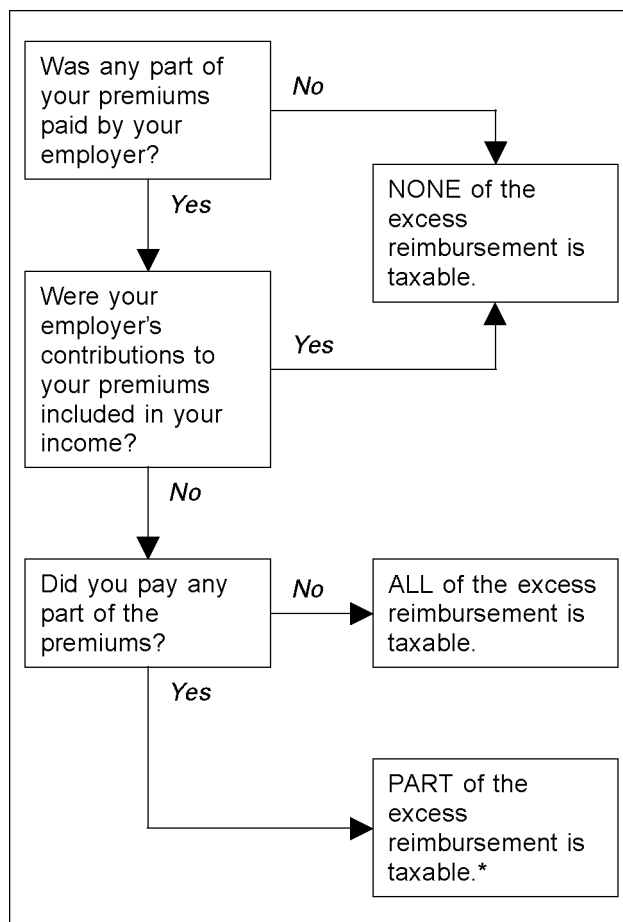 Was any part of
your premiums
paid by your
employer?
No
Yes
NONE of the
excess
reimbursement is
taxable.
Were your
employer's
contributions to
your premiums
included in your
income?
Yes
No
Did you pay any
part of the
premiums?
No
ALL of the excess
reimbursement is
taxable.
Yes
PART of the
excess
reimbursement is
taxable.*